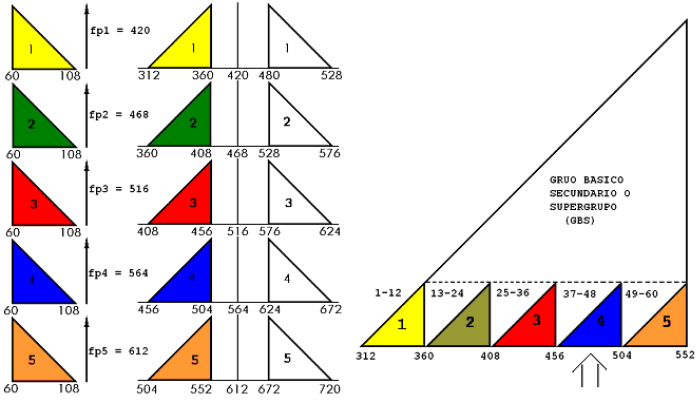 1 fp1 = 420 1 1
60 108 312 360 420 480 528
2 fp2 = 468 2 2
60 108 360 408 468 528 576
3 fp3 = 516 3 3
60 108 408 456 516 576 624
4 fp4 = 564 4 4
60 108 456 504 564 624 672
5 fp5 = 612 5 5
60 108 504 552 612 672 720
GRUO BASICO
SECUNDARIO O
SUPERGRUPO
(GBS)
1-12 13-24 25-36 37-48 49-60
1 2 3 4 5
312 360 408 456 504 552